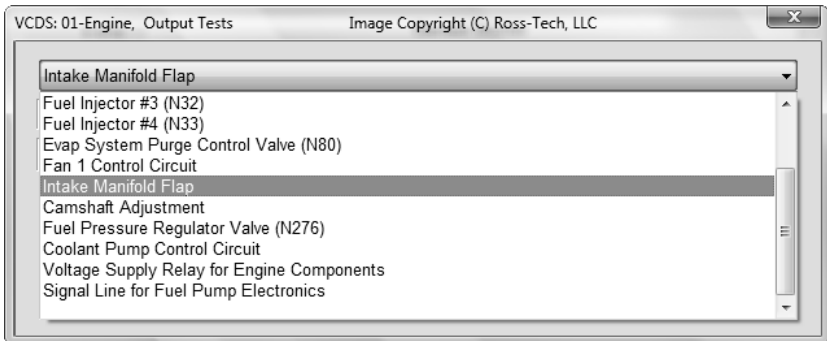 VCDS: 01-Engine, Output Tests Image Copyright (C) Ross-Tech, LLC
Intake Manifold Flap
Fuel Injector #3 (N32)
Fuel Injector #4 (N33)
Evap System Purge Control Valve (N80)
Fan 1 Control Circuit
Intake Manifold Flap
Camshaft Adjustment
Fuel Pressure Regulator Valve (N276)
Coolant Pump Control Circuit
Voltage Supply Relay for Engine Components
Signal Line for Fuel Pump Electronics